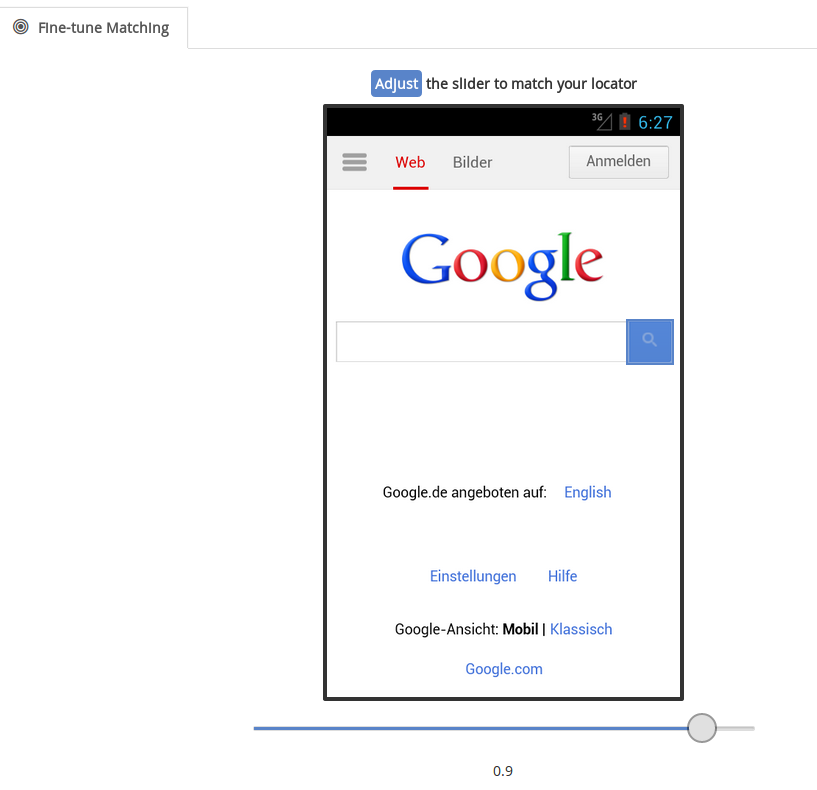 Fine-tune Matching
Adjust the slider to match your locator
3G 6:27
Web Bilder Anmelden
Google
Google.de angeboten auf: English
Einstellungen Hilfe
Google-Ansicht: Mobil | Klassisch
Google.com
0.9